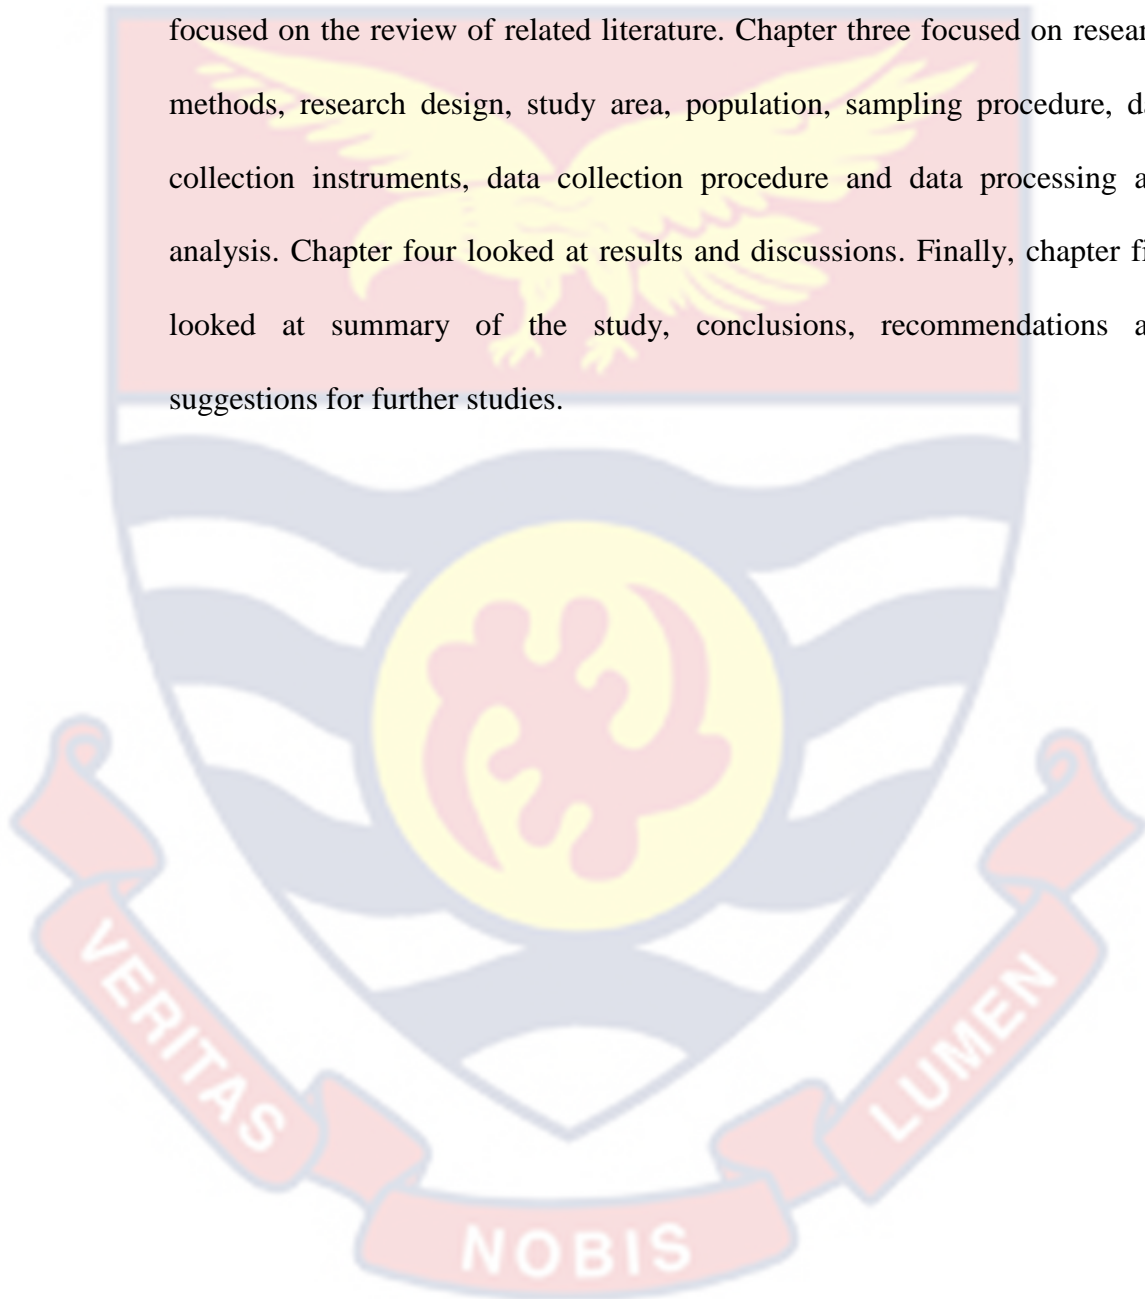 focused on the review of related literature. Chapter three focused on resear
methods, research design, study area, population, sampling procedure, d
collection instruments, data collection procedure and data processing a
analysis. Chapter four looked at results and discussions. Finally, chapter fi
looked at summary of the study, conclusions, recommendations a
suggestions for further studies.
VERITAS
NOBIS
LUMEN